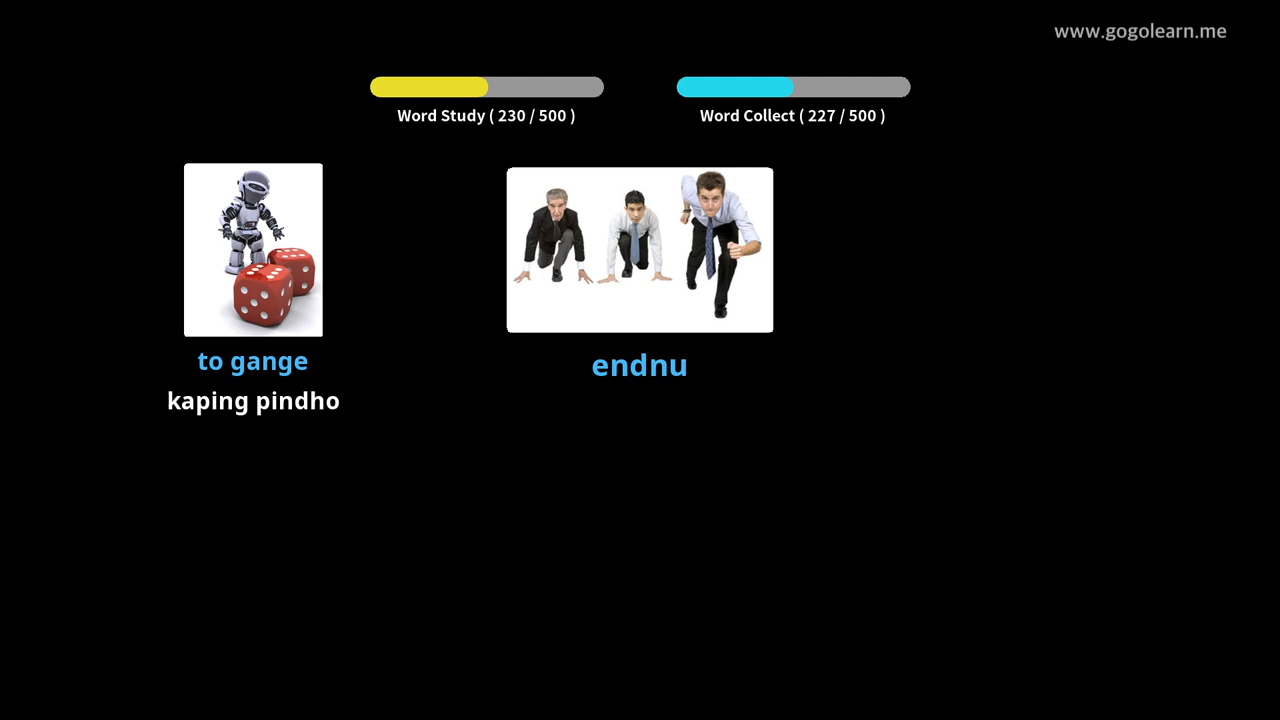 www.gogolearn.me
Word Study ( 230 / 500 )
Word Collect ( 227 / 500 )
to gange
kaping pindho
endnu